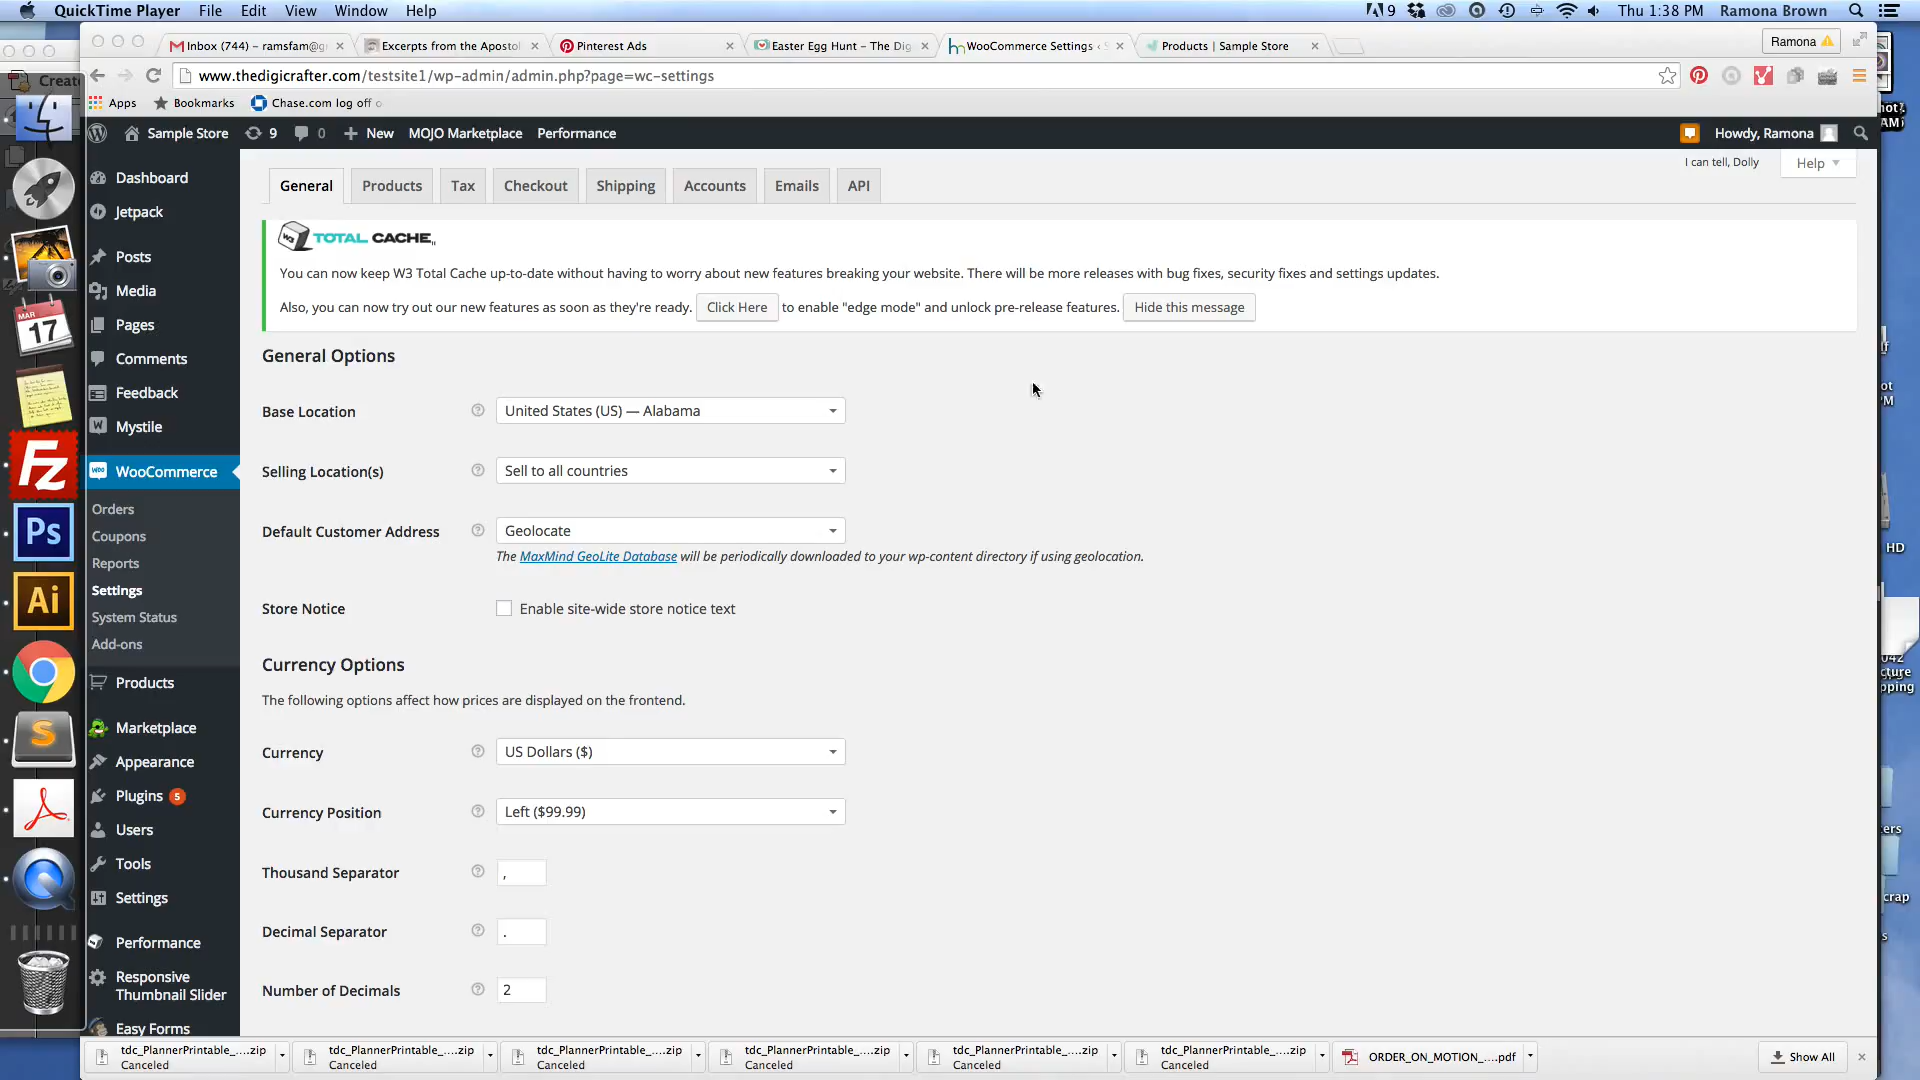 QuickTime Player File Edit View Window Help 9 Thu 1:38 PM Ramona Brown
Inbox (744) – ramsfam@g Excerpts from the Apostol Pinterest Ads Easter Egg Hunt – The Dig WooCommerce Settings ‹ S Products | Sample Store Ramona
Create
www.thedigicrafter.com/testsite1/wp-admin/admin.php?page=wc-settings
Apps Bookmarks Chase.com log off
Sample Store 9 0 New MOJO Marketplace Performance Howdy, Ramona
I can tell, Dolly Help
General Products Tax Checkout Shipping Accounts Emails API
Dashboard
Jetpack
Posts
Media
Pages
Comments
Feedback
Mystile
WooCommerce
Orders
Coupons
Reports
Settings
System Status
Add-ons
Products
Marketplace
Appearance
Plugins 5
Users
Tools
Settings
Performance
Responsive
Thumbnail Slider
Easy Forms
W3 TOTAL CACHE
You can now keep W3 Total Cache up-to-date without having to worry about new features breaking your website. There will be more releases with bug fixes, security fixes and settings updates.
Also, you can now try out our new features as soon as they're ready. Click Here to enable "edge mode" and unlock pre-release features. Hide this message
General Options
Base Location United States (US) — Alabama
Selling Location(s) Sell to all countries
Default Customer Address Geolocate
The MaxMind GeoLite Database will be periodically downloaded to your wp-content directory if using geolocation.
Store Notice Enable site-wide store notice text
Currency Options
The following options affect how prices are displayed on the frontend.
Currency US Dollars ($)
Currency Position Left ($99.99)
Thousand Separator ,
Decimal Separator .
Number of Decimals 2
MAR
17
Fz
Ps
Ai
S
HD
tdc_PlannerPrintable_....zip tdc_PlannerPrintable_....zip tdc_PlannerPrintable_....zip tdc_PlannerPrintable_....zip tdc_PlannerPrintable_....zip tdc_PlannerPrintable_....zip ORDER_ON_MOTION_....pdf Show All
Canceled Canceled Canceled Canceled Canceled Canceled